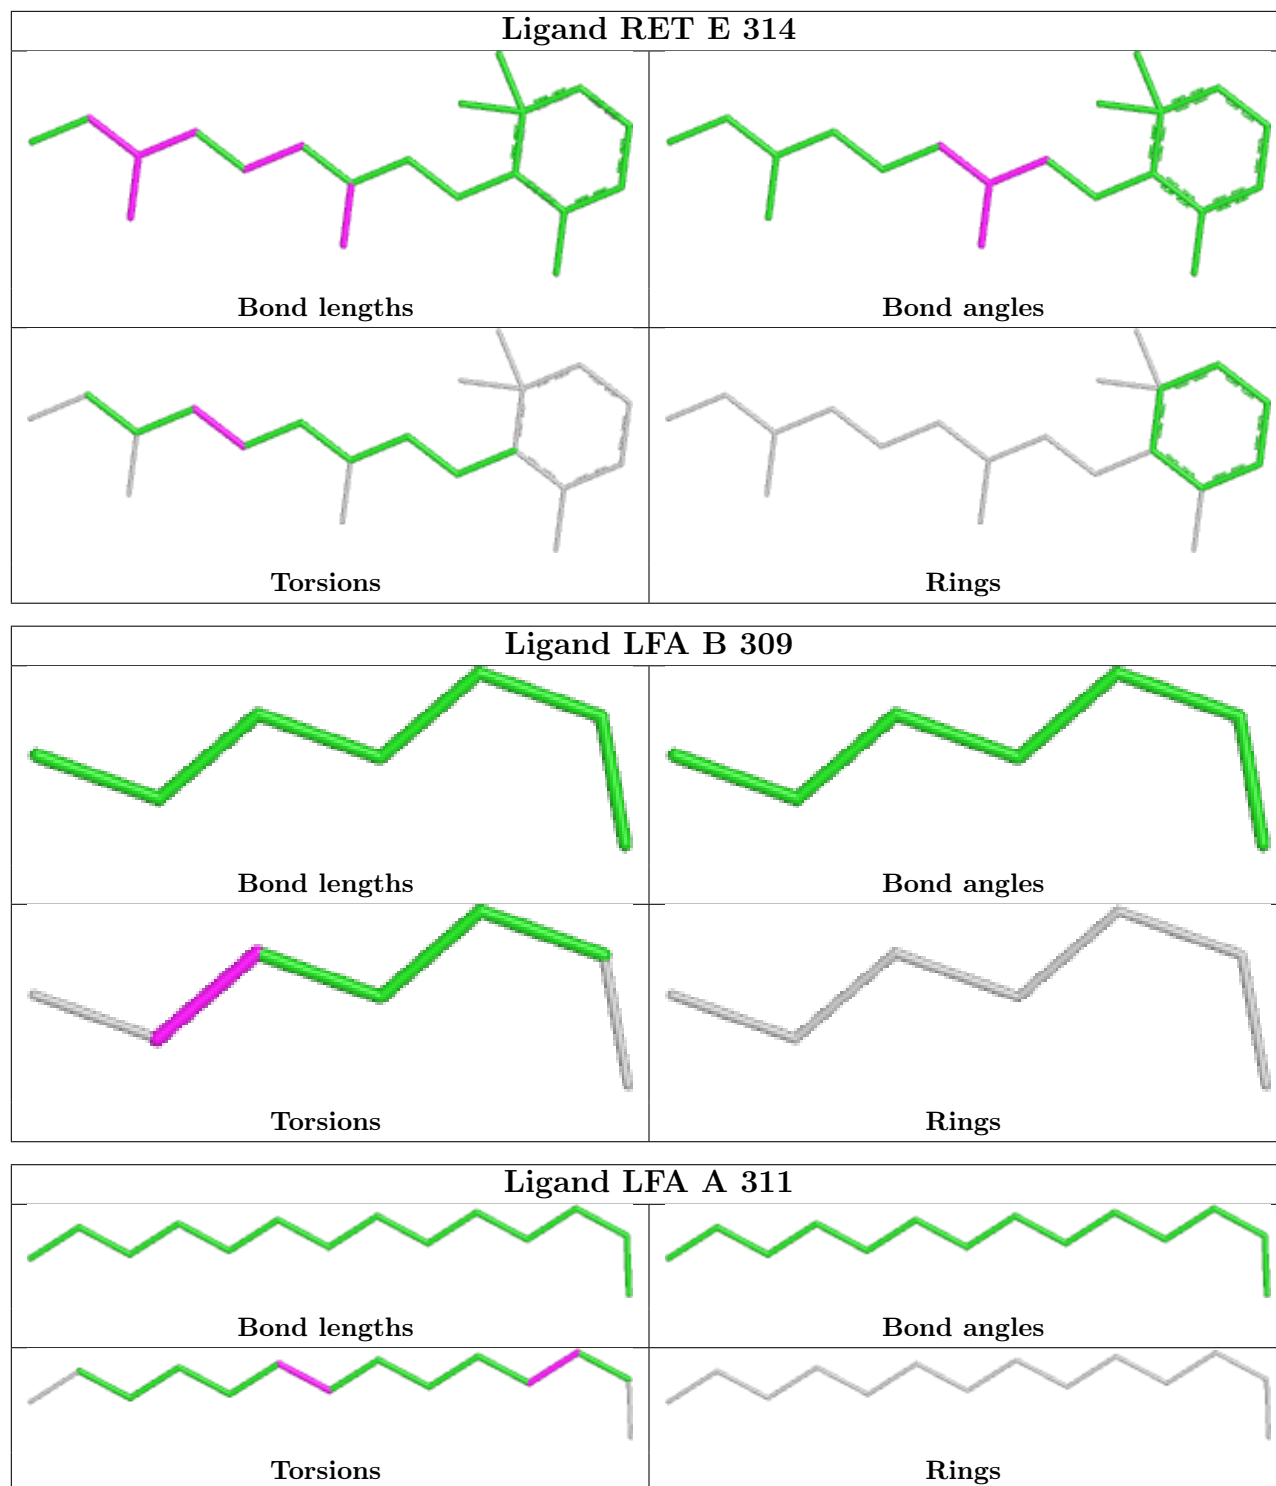 Ligand RET E 314
Bond lengths
Bond angles
Torsions
Rings
Ligand LFA B 309
Bond lengths
Bond angles
Torsions
Rings
Ligand LFA A 311
Bond lengths
Bond angles
Torsions
Rings